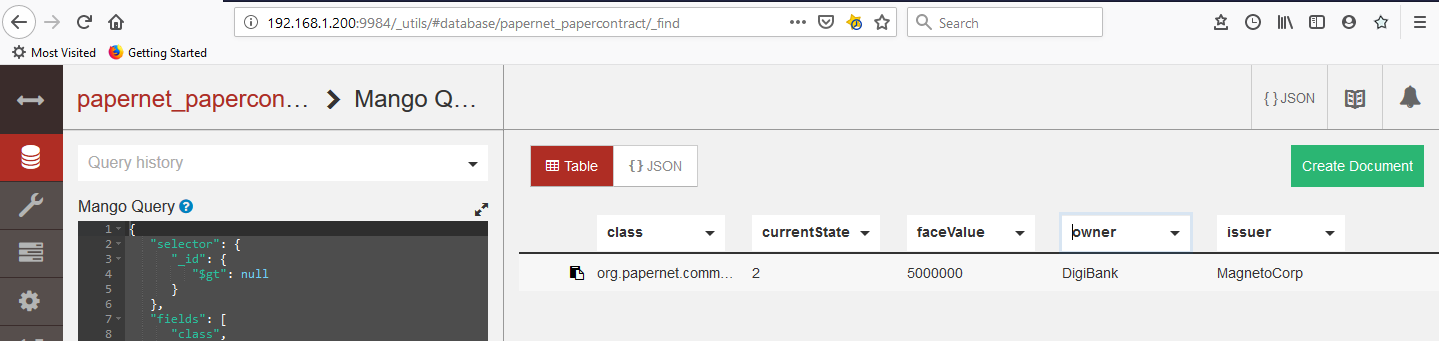 192.168.1.200:9984/_utils/#database/papernet_papercontract/_find
Search
Most Visited
Getting Started
papernet_papercon... Mango Q...
{ } JSON
Query history
Table
{ } JSON
Create Document
Mango Query
class
currentState
faceValue
owner
issuer
org.papernet.comm... 2 5000000 DigiBank MagnetoCorp
1 {
2 "selector": {
3 "_id": {
4 "$gt": null
5 }
6 },
7 "fields": [
8 "class",